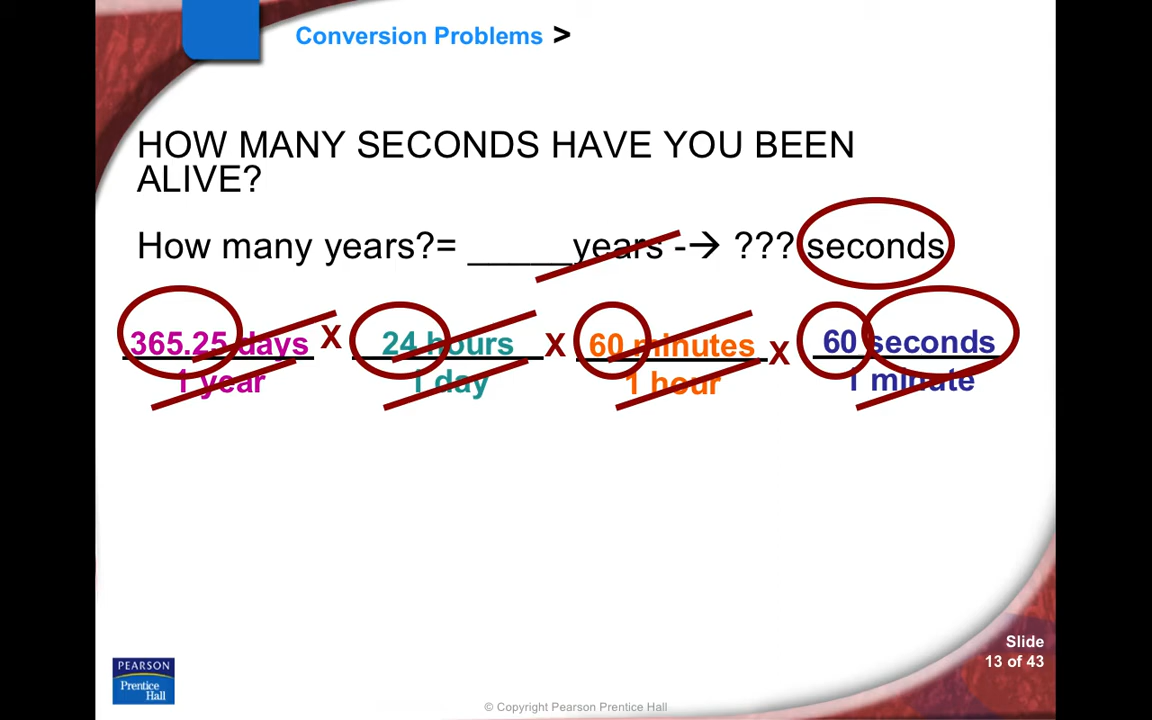 Conversion Problems >
HOW MANY SECONDS HAVE YOU BEEN
ALIVE?
How many years?= _____years -→ ??? seconds
365.25 days x 24 hours x 60 minutes x 60 seconds
1 year 1 day 1 hour 1 minute
Slide
13 of 43
PEARSON
Prentice
Hall
© Copyright Pearson Prentice Hall